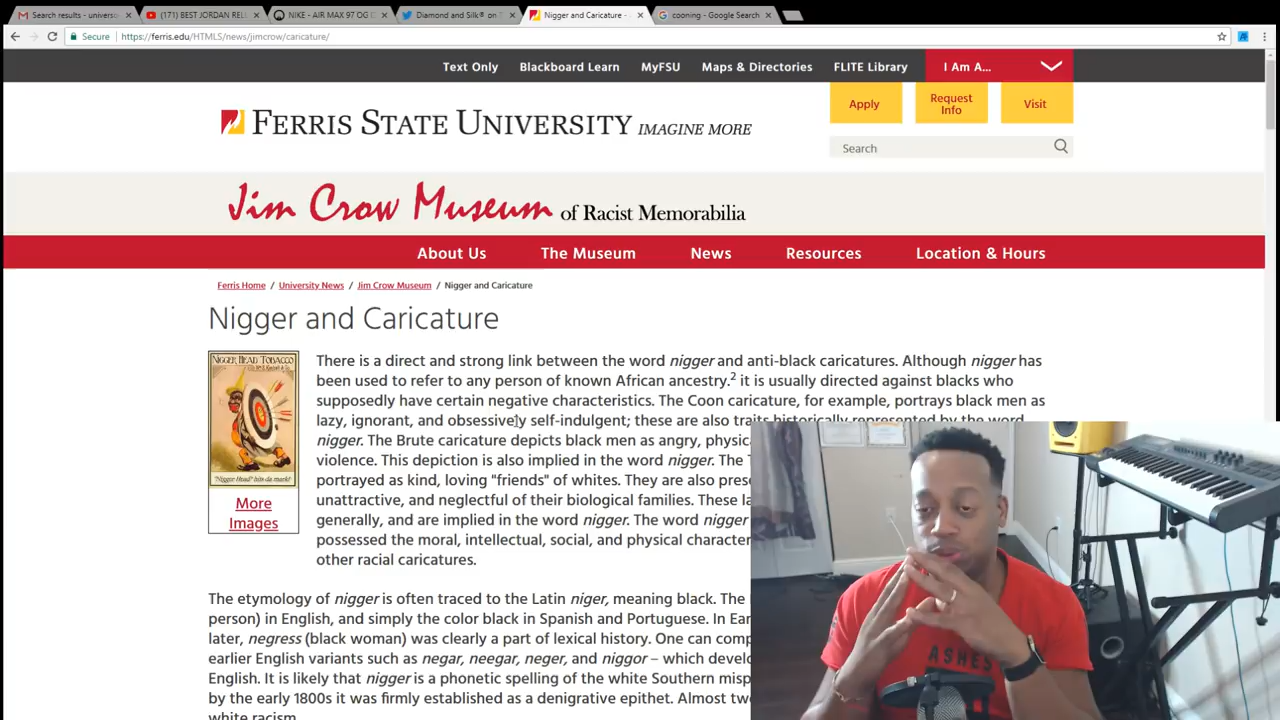 Search results - univers
(171) BEST JORDAN REL
NIKE - AIR MAX 97 OG D
Diamond and Silk® on
Nigger and Caricature -
cooning - Google Search
Secure https://ferris.edu/HTMLS/news/jimcrow/caricature/
Text Only Blackboard Learn MyFSU Maps & Directories FLITE Library I Am A...
FERRIS STATE UNIVERSITY IMAGINE MORE
Apply
Request
Info
Visit
Search
Jim Crow Museum of Racist Memorabilia
About Us The Museum News Resources Location & Hours
Ferris Home / University News / Jim Crow Museum / Nigger and Caricature
Nigger and Caricature
NIGGER HEAD TOBACCO
"Nigger Head" hits de mark!
More
Images
There is a direct and strong link between the word nigger and anti-black caricatures. Although nigger has
been used to refer to any person of known African ancestry.2 it is usually directed against blacks who
supposedly have certain negative characteristics. The Coon caricature, for example, portrays black men as
lazy, ignorant, and obsessively self-indulgent; these are also traits historically represented by the word
nigger. The Brute caricature depicts black men as angry, physica
violence. This depiction is also implied in the word nigger. The T
portrayed as kind, loving "friends" of whites. They are also prese
unattractive, and neglectful of their biological families. These la
generally, and are implied in the word nigger. The word nigger
possessed the moral, intellectual, social, and physical character
other racial caricatures.
The etymology of nigger is often traced to the Latin niger, meaning black. The
person) in English, and simply the color black in Spanish and Portuguese. In Ear
later, negress (black woman) was clearly a part of lexical history. One can comp
earlier English variants such as negar, neegar, neger, and niggor – which develo
English. It is likely that nigger is a phonetic spelling of the white Southern misp
by the early 1800s it was firmly established as a denigrative epithet. Almost tw
white racism.
ASHES